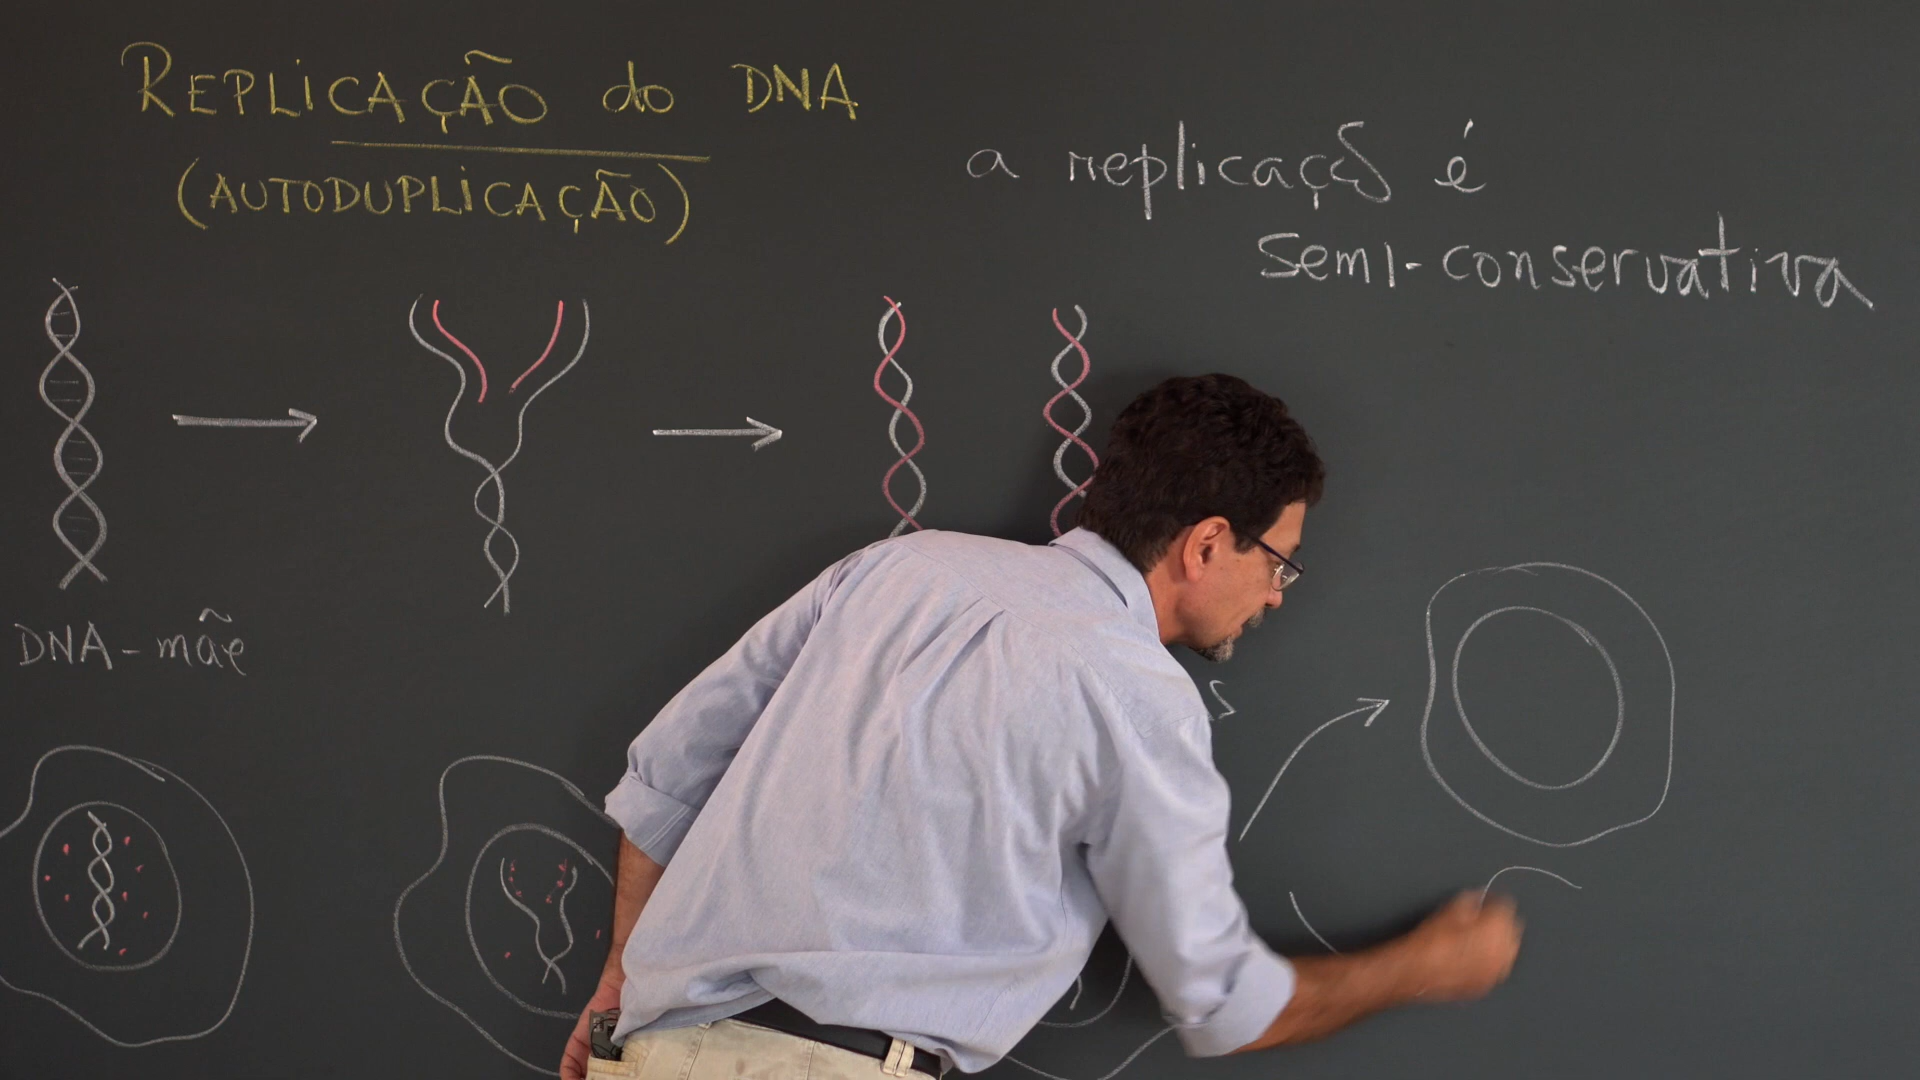 REPLICAÇÃO do DNA
(AUTODUPLICAÇÃO)
a replicação é
semi-conservativa
DNA-mãe